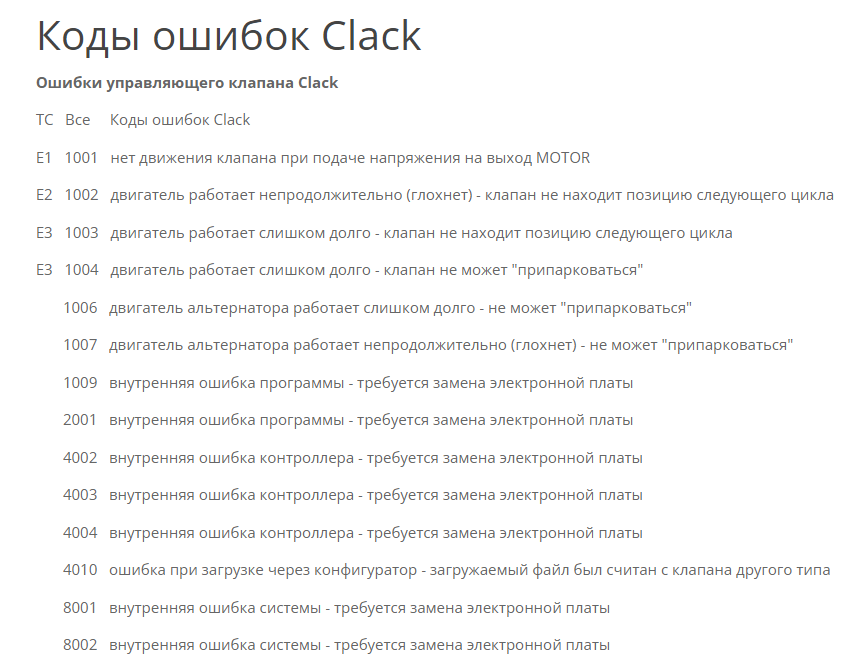 Коды ошибок Clack
Ошибки управляющего клапана Clack
TC Все Коды ошибок Clack
E1 1001 нет движения клапана при подаче напряжения на выход MOTOR
E2 1002 двигатель работает непродолжительно (глохнет) - клапан не находит позицию следующего цикла
E3 1003 двигатель работает слишком долго - клапан не находит позицию следующего цикла
E3 1004 двигатель работает слишком долго - клапан не может "припарковаться"
1006 двигатель альтернатора работает слишком долго - не может "припарковаться"
1007 двигатель альтернатора работает непродолжительно (глохнет) - не может "припарковаться"
1009 внутренняя ошибка программы - требуется замена электронной платы
2001 внутренняя ошибка программы - требуется замена электронной платы
4002 внутренняя ошибка контроллера - требуется замена электронной платы
4003 внутренняя ошибка контроллера - требуется замена электронной платы
4004 внутренняя ошибка контроллера - требуется замена электронной платы
4010 ошибка при загрузке через конфигуратор - загружаемый файл был считан с клапана другого типа
8001 внутренняя ошибка системы - требуется замена электронной платы
8002 внутренняя ошибка системы - требуется замена электронной платы